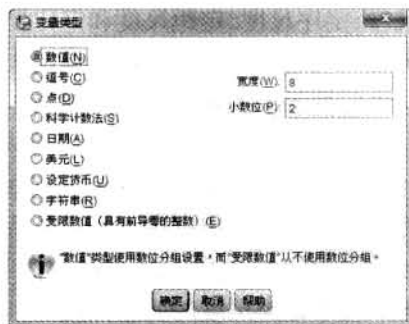 变量类型
数值(N)
逗号(C)
点(D)
科学计数法(S)
日期(A)
美元(L)
设定货币(U)
字符串(R)
受限数值（具有前导零的整数）(E)
宽度(W): 8
小数位(P): 2
"数值"类型使用数位分组设置，而"受限数值"从不使用数位分组。
确定 取消 帮助